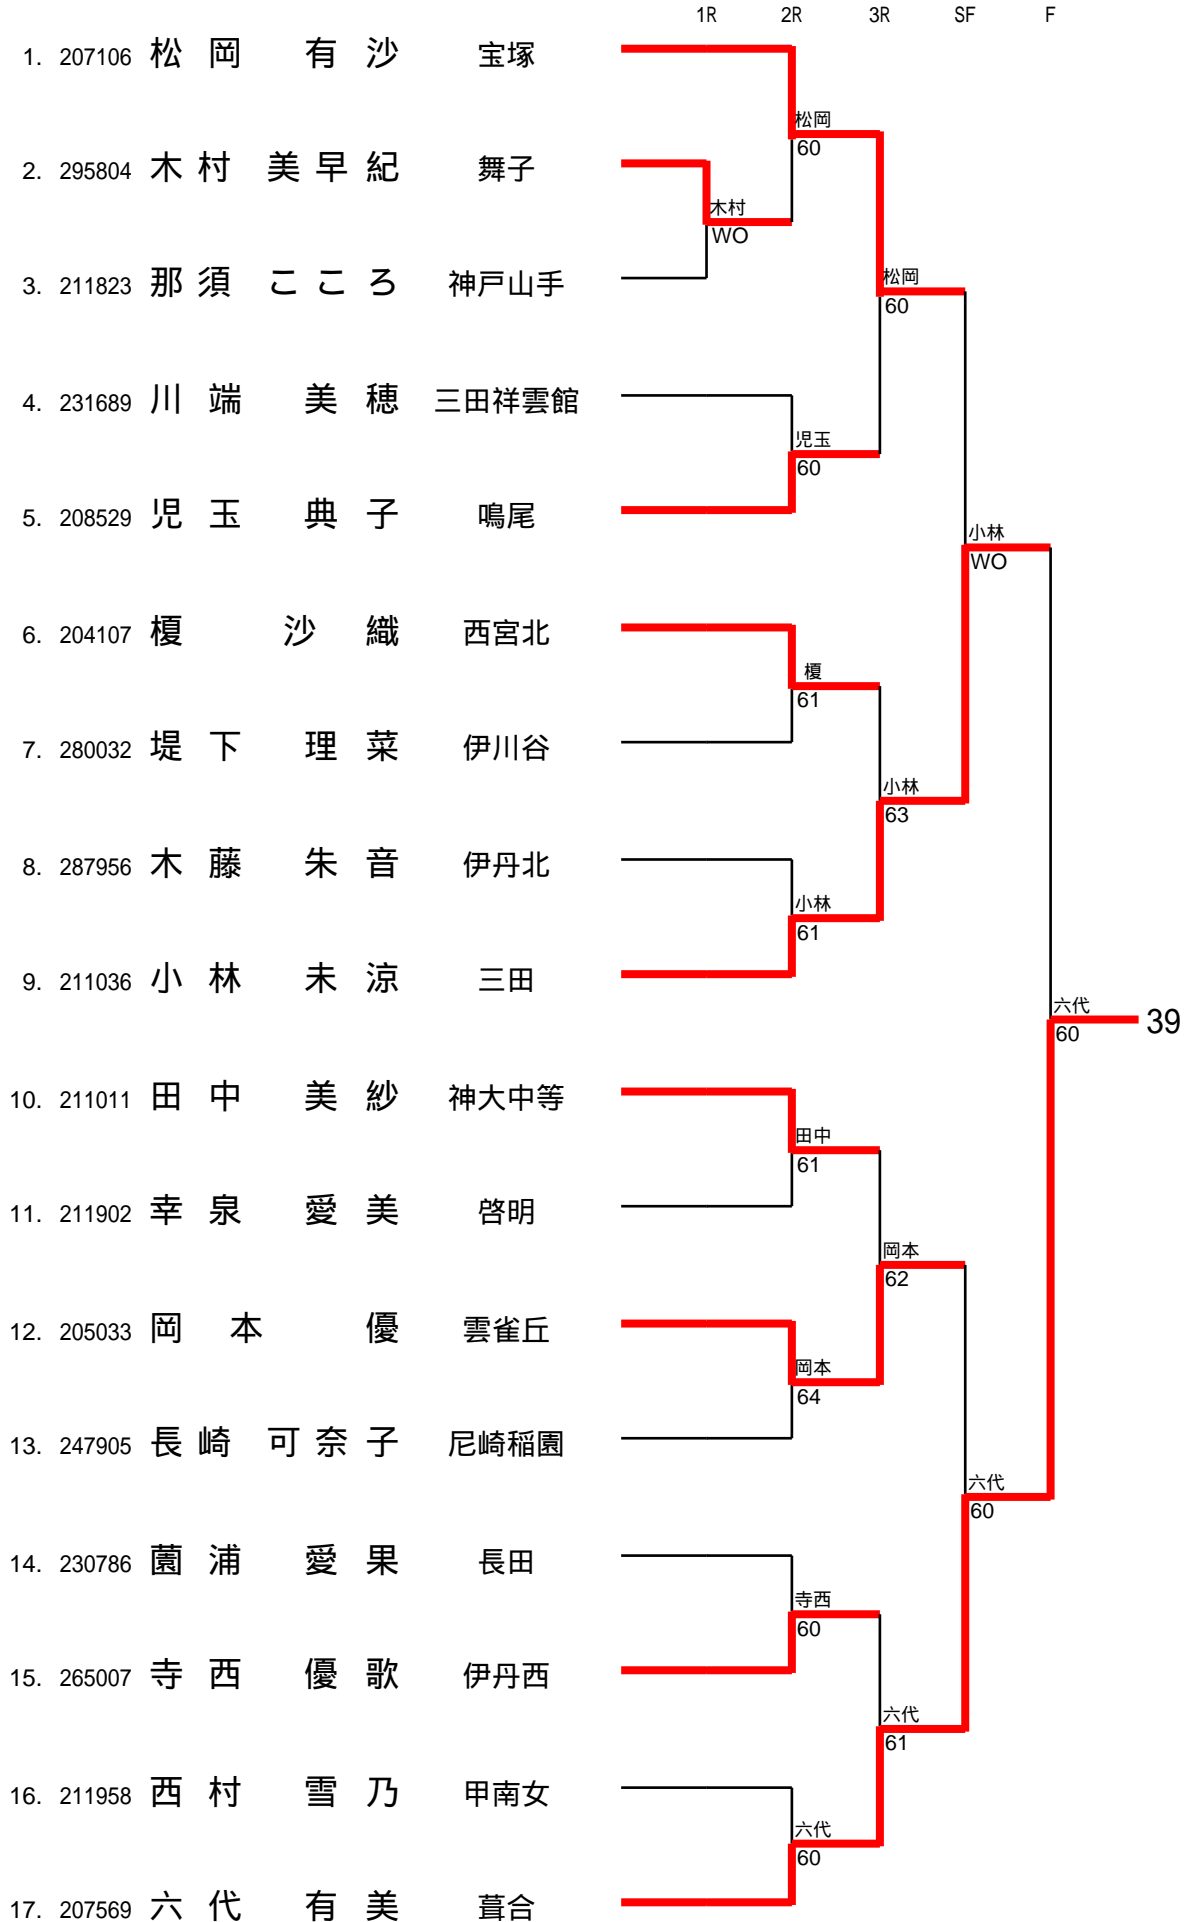 1R 2R 3R SF F
1. 207106 松岡 有沙 宝塚
松岡
60
2. 295804 木村 美早紀 舞子
木村
WO
3. 211823 那須 こころ 神戸山手
松岡
60
4. 231689 川端 美穂 三田祥雲館
児玉
60
5. 208529 児玉 典子 鳴尾
小林
WO
6. 204107 榎 沙織 西宮北
榎
61
7. 280032 堤下 理菜 伊川谷
小林
63
8. 287956 木藤 朱音 伊丹北
小林
61
9. 211036 小林 未涼 三田
六代
60 39
10. 211011 田中 美紗 神大中等
田中
61
11. 211902 幸泉 愛美 啓明
岡本
62
12. 205033 岡本 優 雲雀丘
岡本
64
13. 247905 長崎 可奈子 尼崎稲園
六代
60
14. 230786 薗浦 愛果 長田
寺西
60
15. 265007 寺西 優歌 伊丹西
六代
61
16. 211958 西村 雪乃 甲南女
六代
60
17. 207569 六代 有美 葺合